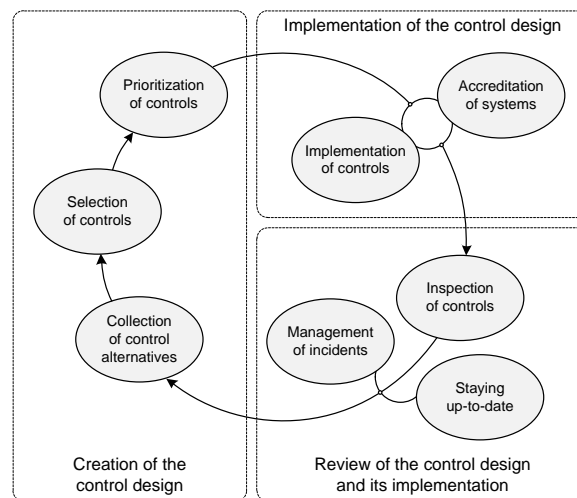 Implementation of the control design
Prioritization
of controls
Accreditation
of systems
Implementation
of controls
Selection
of controls
Inspection
of controls
Collection
of control
alternatives
Management
of incidents
Staying
up-to-date
Creation of the
control design
Review of the control design
and its implementation